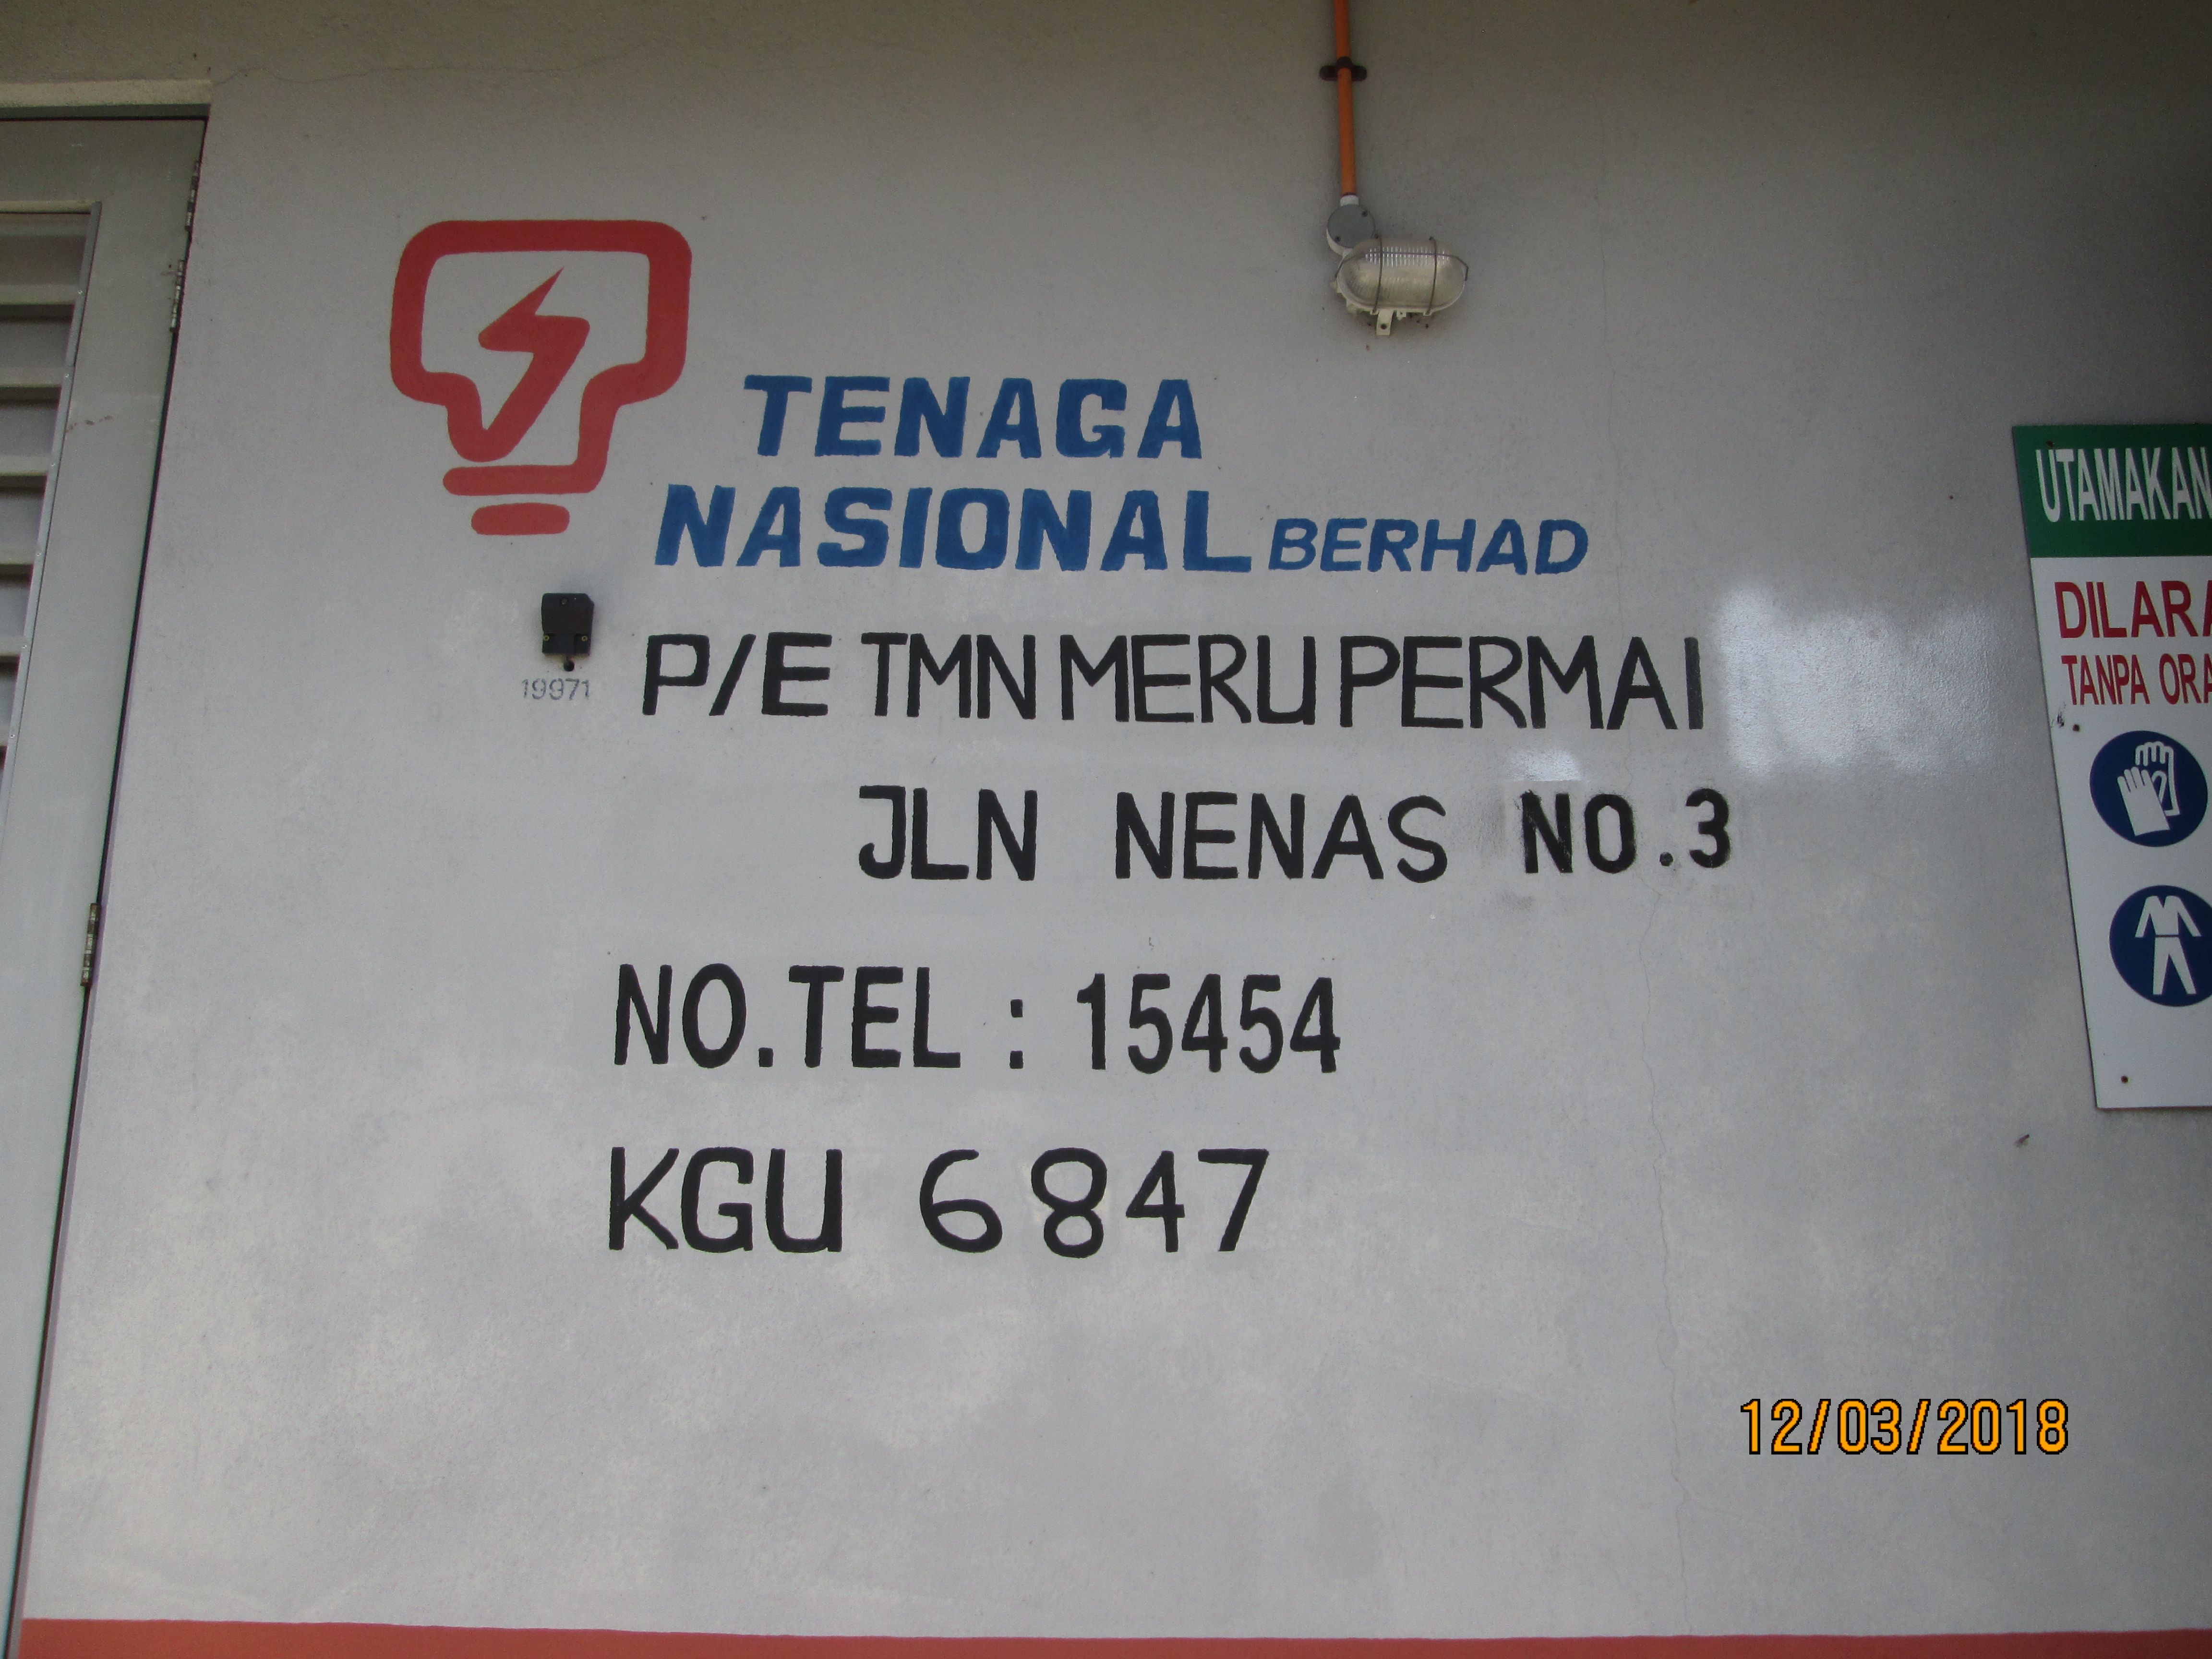 TENAGA
NASIONAL BERHAD
19971
P/E TMN MERU PERMAI
JLN NENAS NO.3
NO.TEL : 15454
KGU 6847
UTAMAKAN
DILARA
TANPA ORA
12/03/2018